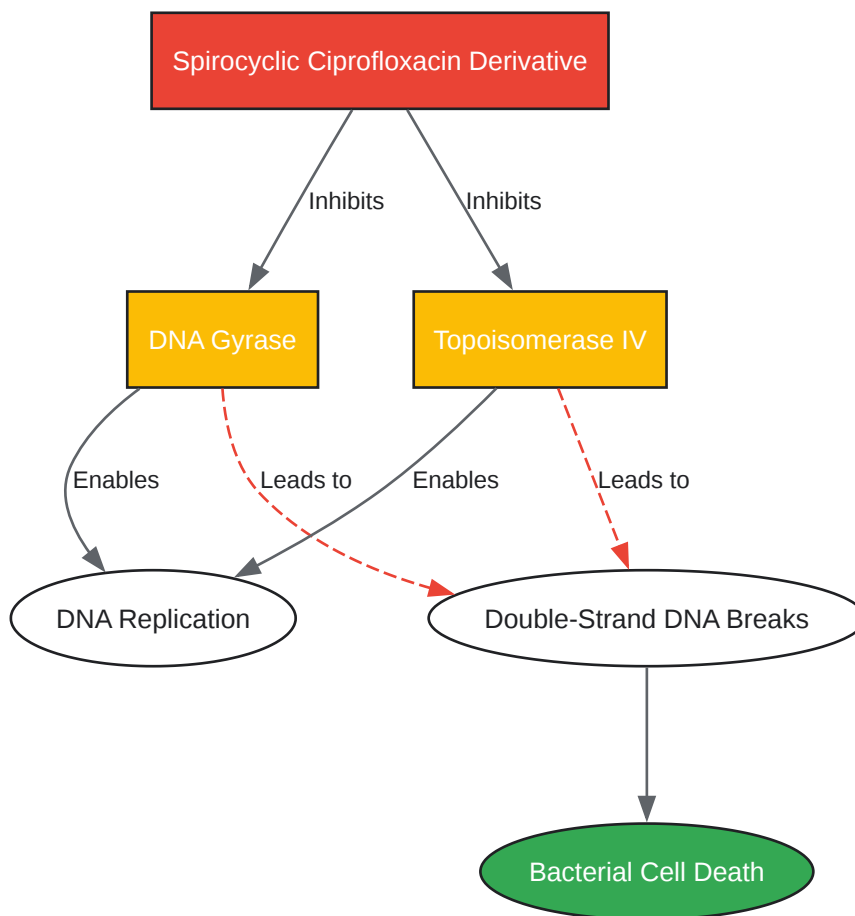 Spirocyclic Ciprofloxacin Derivative
Inhibits
Inhibits
DNA Gyrase
Topoisomerase IV
Enables
Leads to
Enables
Leads to
DNA Replication
Double-Strand DNA Breaks
Bacterial Cell Death